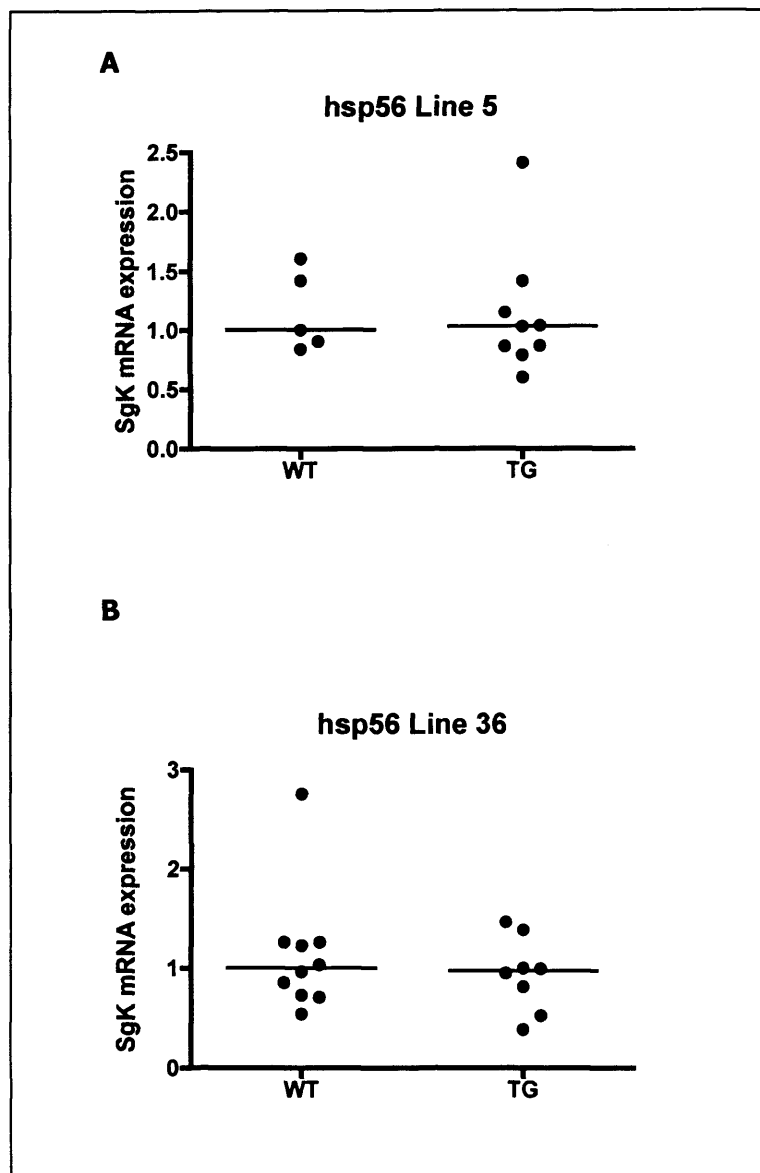 A
hsp56 Line 5
SgK mRNA expression
2.5
2.0
1.5
1.0
0.5
0.0
WT TG
B
hsp56 Line 36
SgK mRNA expression
3
2
1
0
WT TG